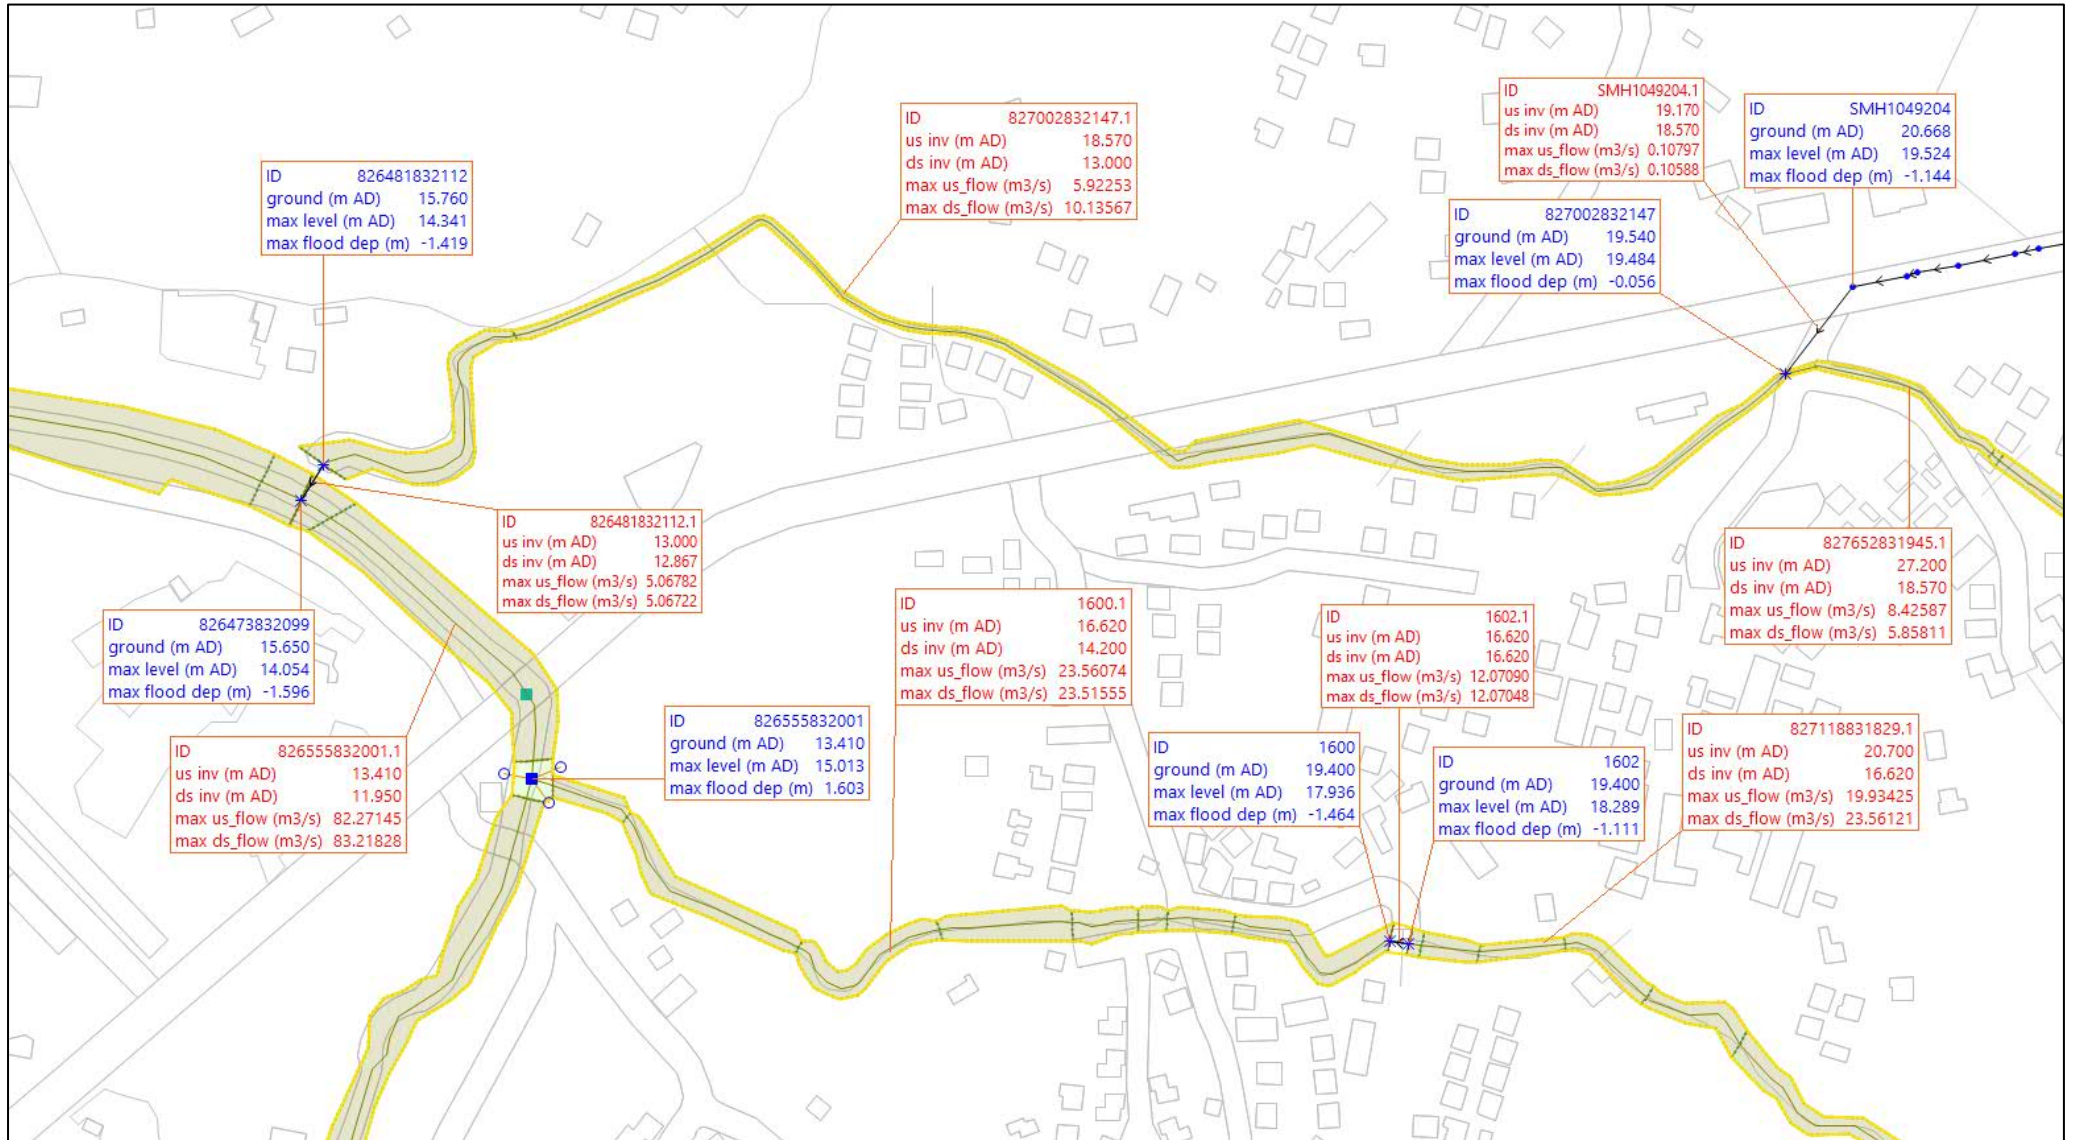 ID SMH1049204.1
us inv (m AD) 19.170
ds inv (m AD) 18.570
max us_flow (m3/s) 0.10797
max ds_flow (m3/s) 0.10588
ID SMH1049204
ground (m AD) 20.668
max level (m AD) 19.524
max flood dep (m) -1.144
ID 827002832147.1
us inv (m AD) 18.570
ds inv (m AD) 13.000
max us_flow (m3/s) 5.92253
max ds_flow (m3/s) 10.13567
ID 826481832112
ground (m AD) 15.760
max level (m AD) 14.341
max flood dep (m) -1.419
ID 827002832147
ground (m AD) 19.540
max level (m AD) 19.484
max flood dep (m) -0.056
ID 826481832112.1
us inv (m AD) 13.000
ds inv (m AD) 12.867
max us_flow (m3/s) 5.06782
max ds_flow (m3/s) 5.06722
ID 827652831945.1
us inv (m AD) 27.200
ds inv (m AD) 18.570
max us_flow (m3/s) 8.42587
max ds_flow (m3/s) 5.85811
ID 826473832099
ground (m AD) 15.650
max level (m AD) 14.054
max flood dep (m) -1.596
ID 1600.1
us inv (m AD) 16.620
ds inv (m AD) 14.200
max us_flow (m3/s) 23.56074
max ds_flow (m3/s) 23.51555
ID 1602.1
us inv (m AD) 16.620
ds inv (m AD) 16.620
max us_flow (m3/s) 12.07090
max ds_flow (m3/s) 12.07048
ID 826555832001.1
us inv (m AD) 13.410
ds inv (m AD) 11.950
max us_flow (m3/s) 82.27145
max ds_flow (m3/s) 83.21828
ID 826555832001
ground (m AD) 13.410
max level (m AD) 15.013
max flood dep (m) 1.603
ID 1600
ground (m AD) 19.400
max level (m AD) 17.936
max flood dep (m) -1.464
ID 1602
ground (m AD) 19.400
max level (m AD) 18.289
max flood dep (m) -1.111
ID 827118831829.1
us inv (m AD) 20.700
ds inv (m AD) 16.620
max us_flow (m3/s) 19.93425
max ds_flow (m3/s) 23.56121